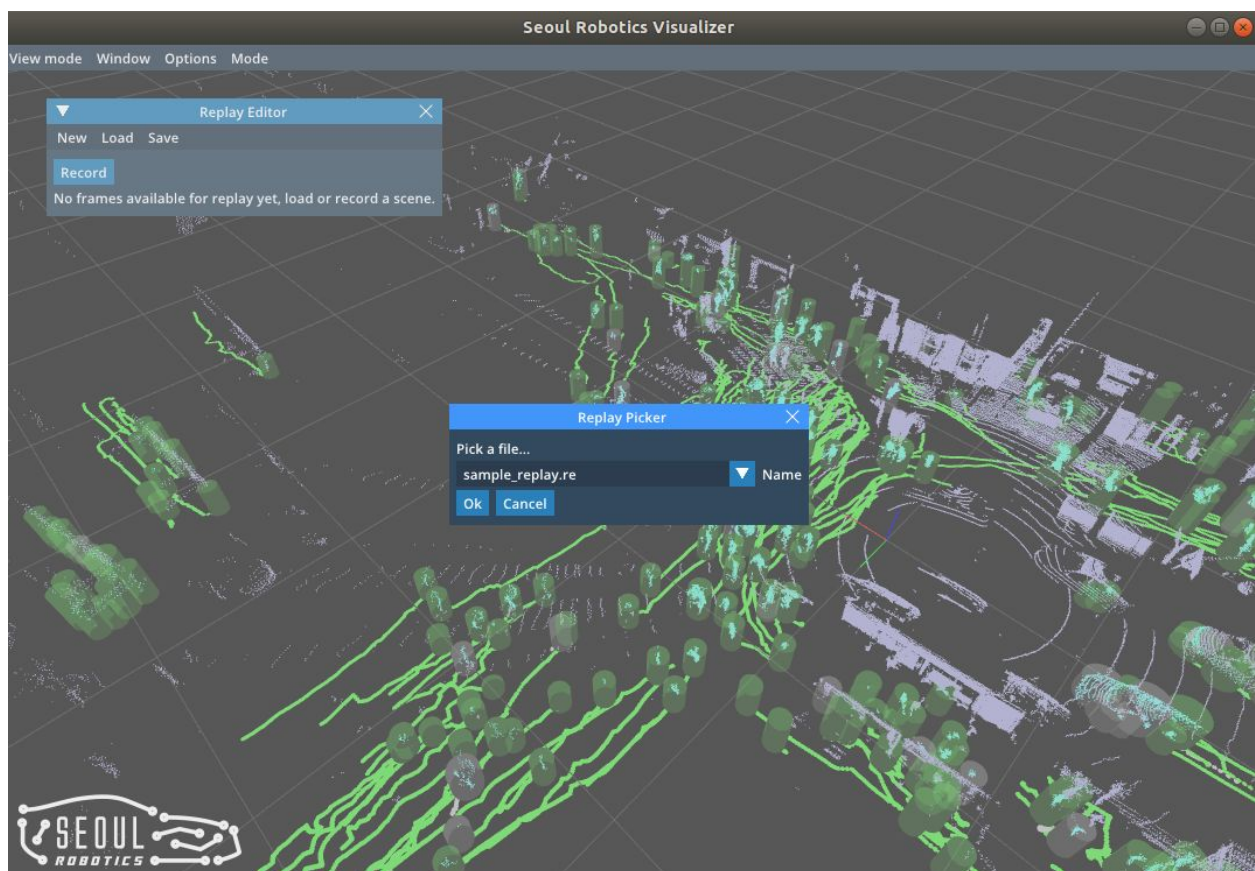 Seoul Robotics Visualizer
View mode Window Options Mode
Replay Editor
New Load Save
Record
No frames available for replay yet, load or record a scene.
Replay Picker
Pick a file...
sample_replay.re Name
Ok Cancel
SEOUL
ROBOTICS